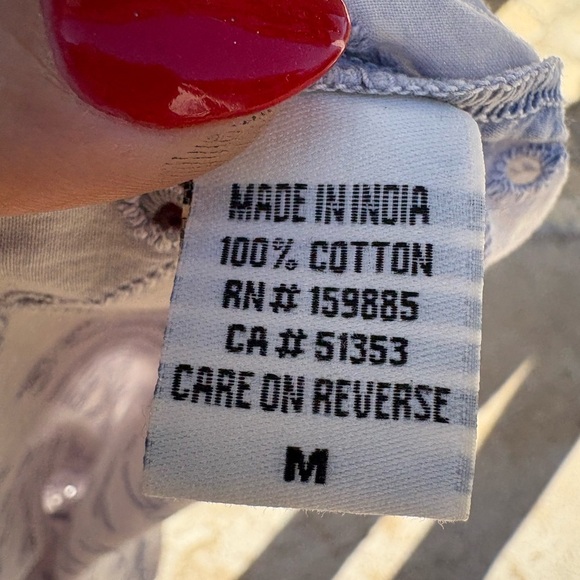 MADE IN INDIA
100% COTTON
RN# 159885
CA# 51353
CARE ON REVERSE
M